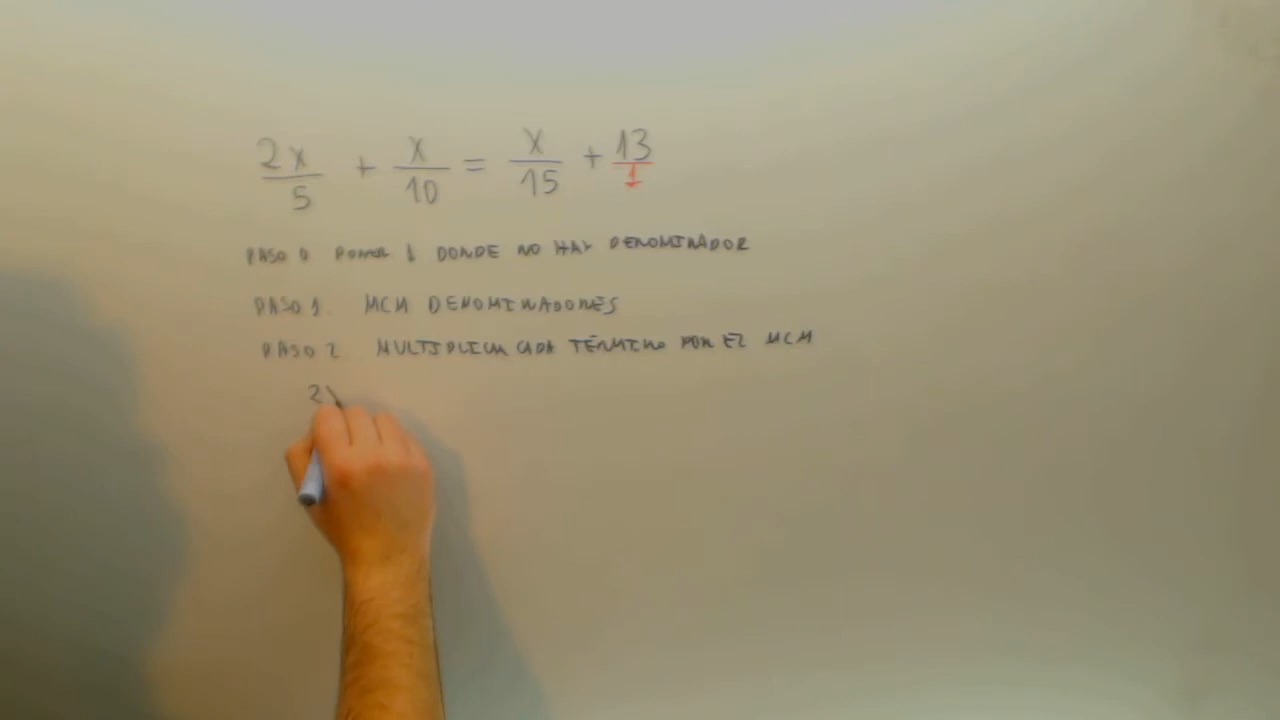 2x/5 + x/10 = x/15 + 13/1
PASO 0 PONER 1 DONDE NO HAY DENOMINADOR
PASO 1. MCM DENOMINADORES
PASO 2 MULTIPLICAR CADA TÉRMINO POR EL MCM
2x